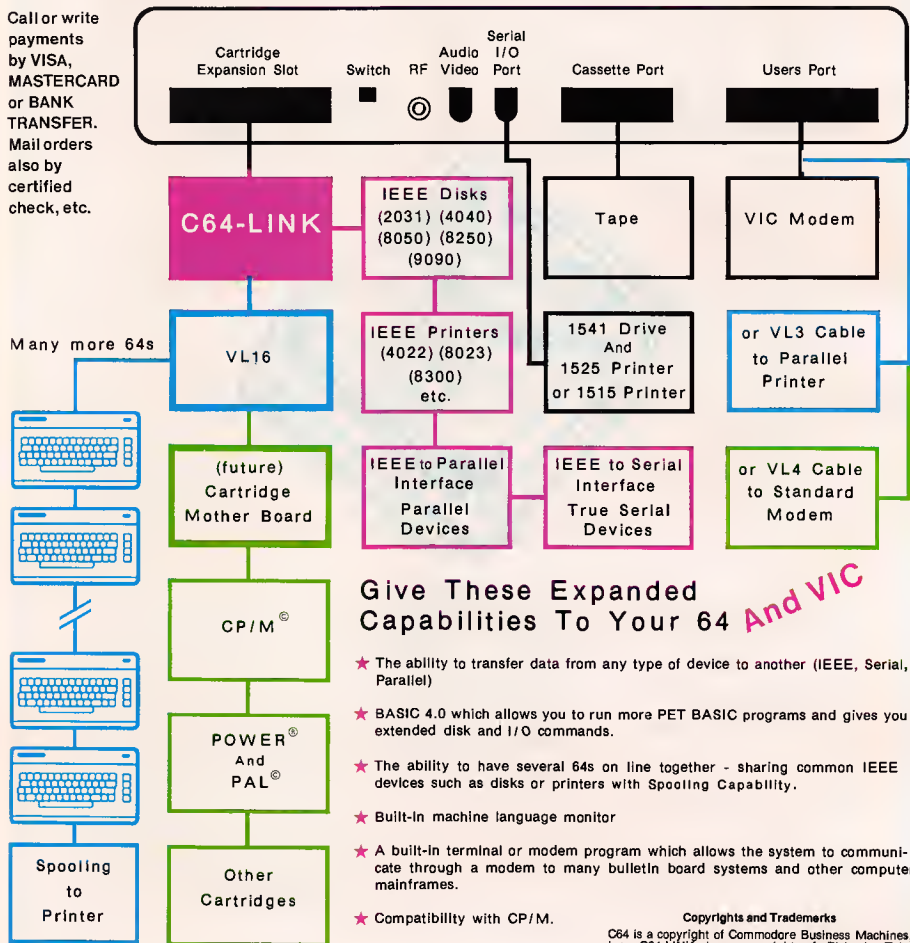 Call or write
payments
by VISA,
MASTERCARD
or BANK
TRANSFER.
Mail orders
also by
certified
check, etc.
Cartridge
Expansion Slot
Switch
RF
Audio
Video
Serial
I/O
Port
Cassette Port
Users Port
C64-LINK
IEEE Disks
(2031) (4040)
(8050) (8250)
(9090)
Tape
VIC Modem
Many more 64s
VL16
IEEE Printers
(4022) (8023)
(8300)
etc.
1541 Drive
And
1525 Printer
or 1515 Printer
or VL3 Cable
to Parallel
Printer
(future)
Cartridge
Mother Board
IEEE to Parallel
Interface
Parallel
Devices
IEEE to Serial
Interface
True Serial
Devices
or VL4 Cable
to Standard
Modem
CP/M©
POWER®
And
PAL©
Other
Cartridges
Spooling
to
Printer
Give These Expanded
Capabilities To Your 64 And VIC
★ The ability to transfer data from any type of device to another (IEEE, Serial,
Parallel)
★ BASIC 4.0 which allows you to run more PET BASIC programs and gives you
extended disk and I/O commands.
★ The ability to have several 64s on line together - sharing common IEEE
devices such as disks or printers with Spooling Capability.
★ Built-in machine language monitor
★ A built-in terminal or modem program which allows the system to communi-
cate through a modem to many bulletin board systems and other computer
mainframes.
★ Compatibility with CP/M.
Copyrights and Trademarks
C64 is a copyright of Commodore Business Machines,